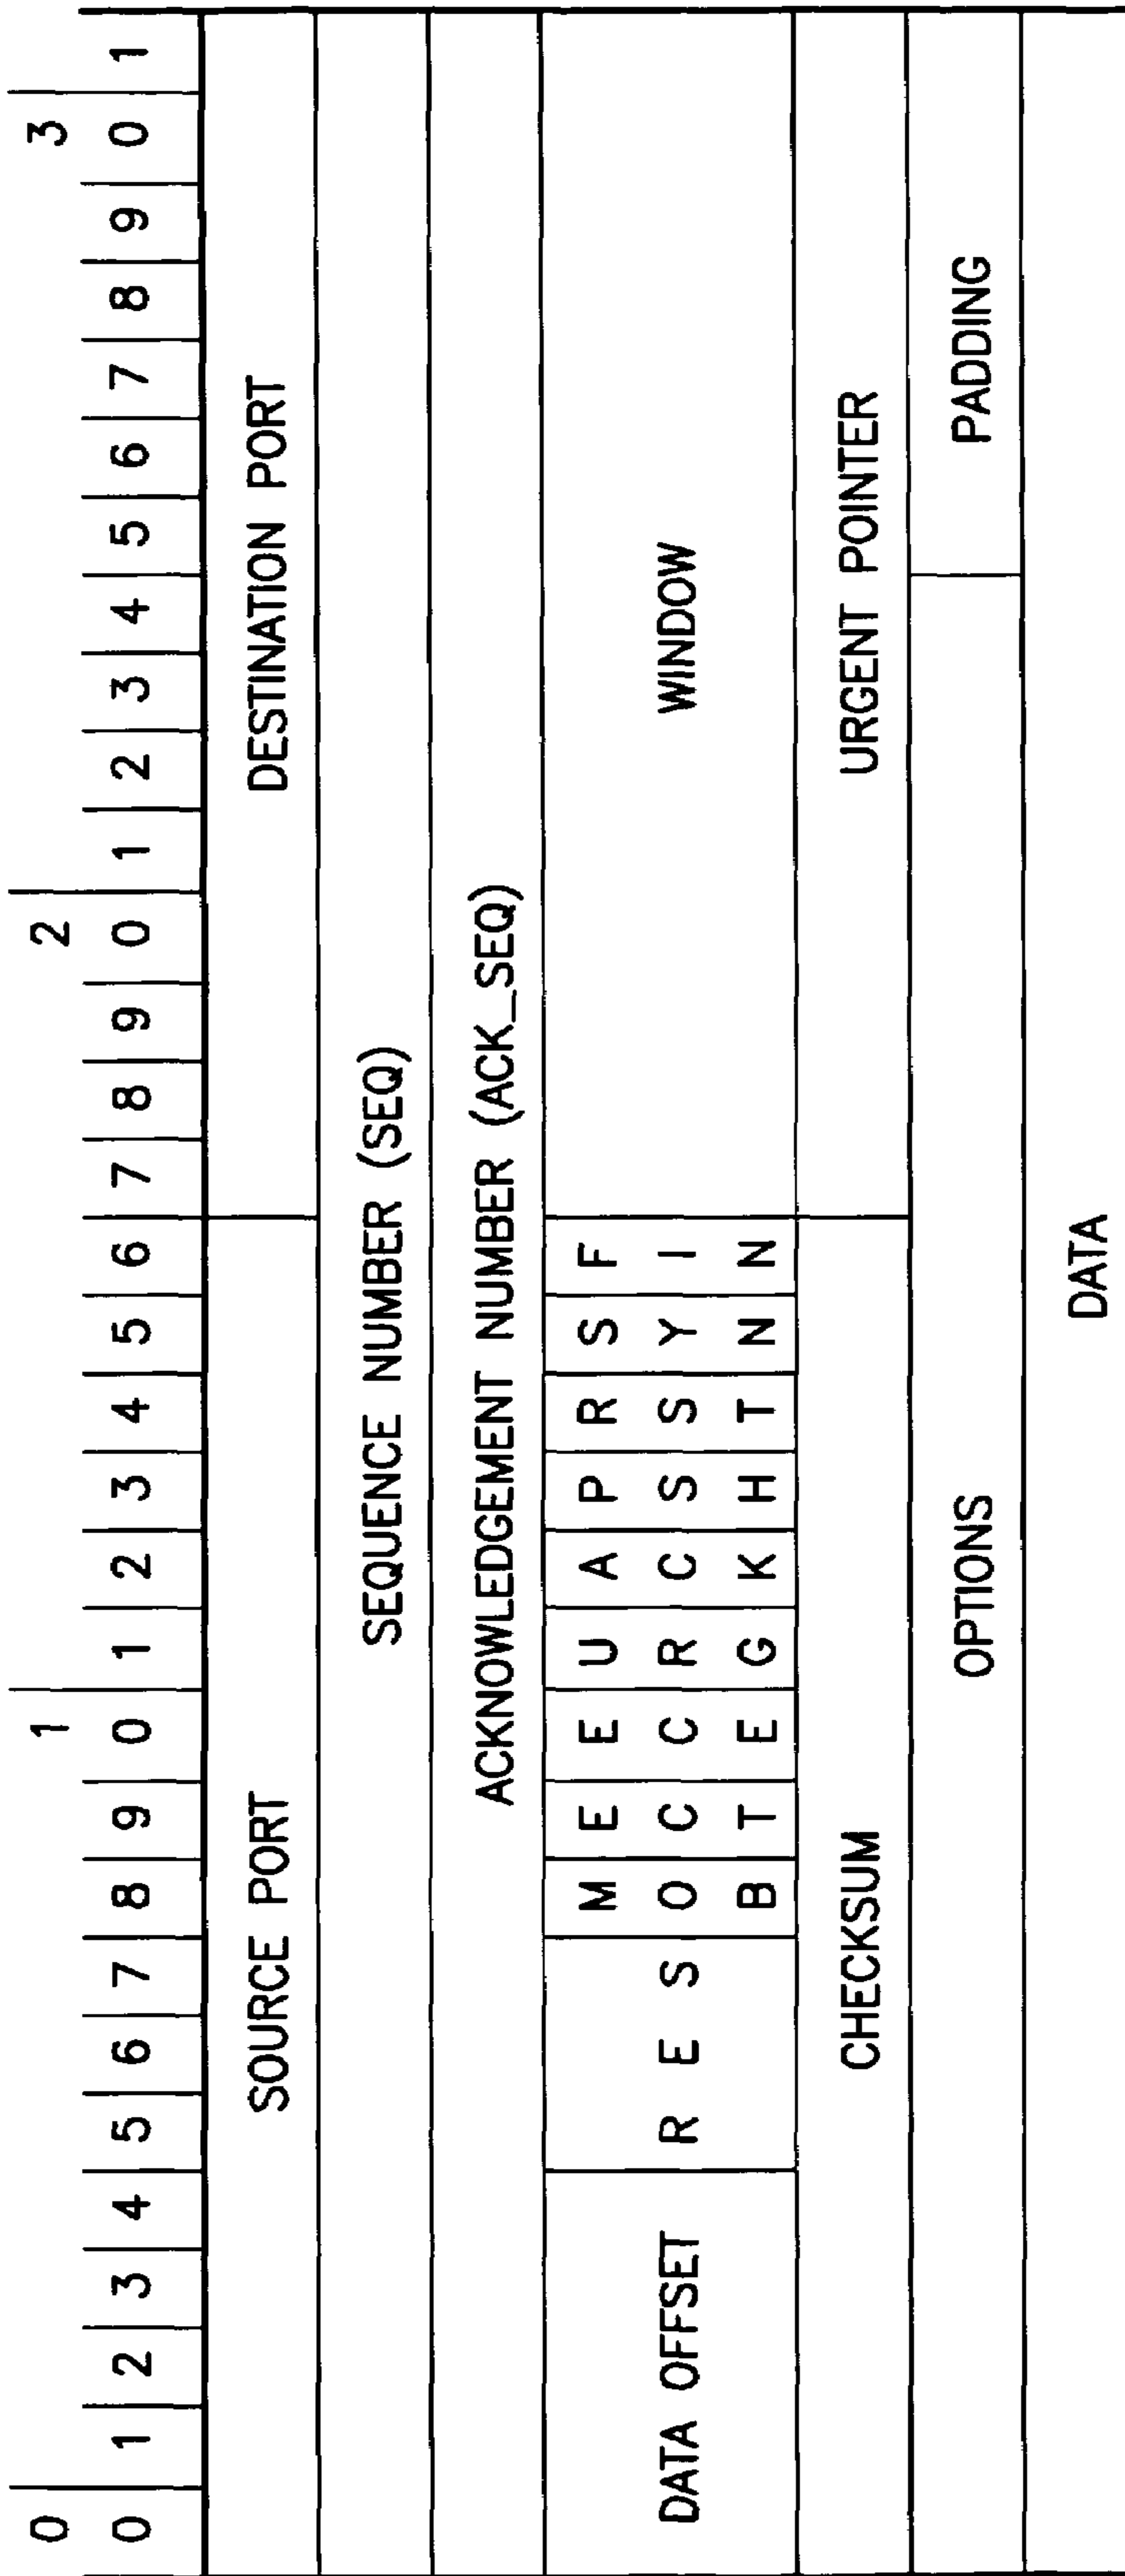 0 1 2 3
0 1 2 3 4 5 6 7 8 9 0 1 2 3 4 5 6 7 8 9 0 1 2 3 4 5 6 7 8 9 0 1
SOURCE PORT DESTINATION PORT
SEQUENCE NUMBER (SEQ)
ACKNOWLEDGEMENT NUMBER (ACK_SEQ)
M E E U A P R S F
DATA OFFSET R E S O C C R C S S Y I WINDOW
B T E G K H T N N
CHECKSUM URGENT POINTER
OPTIONS PADDING
DATA